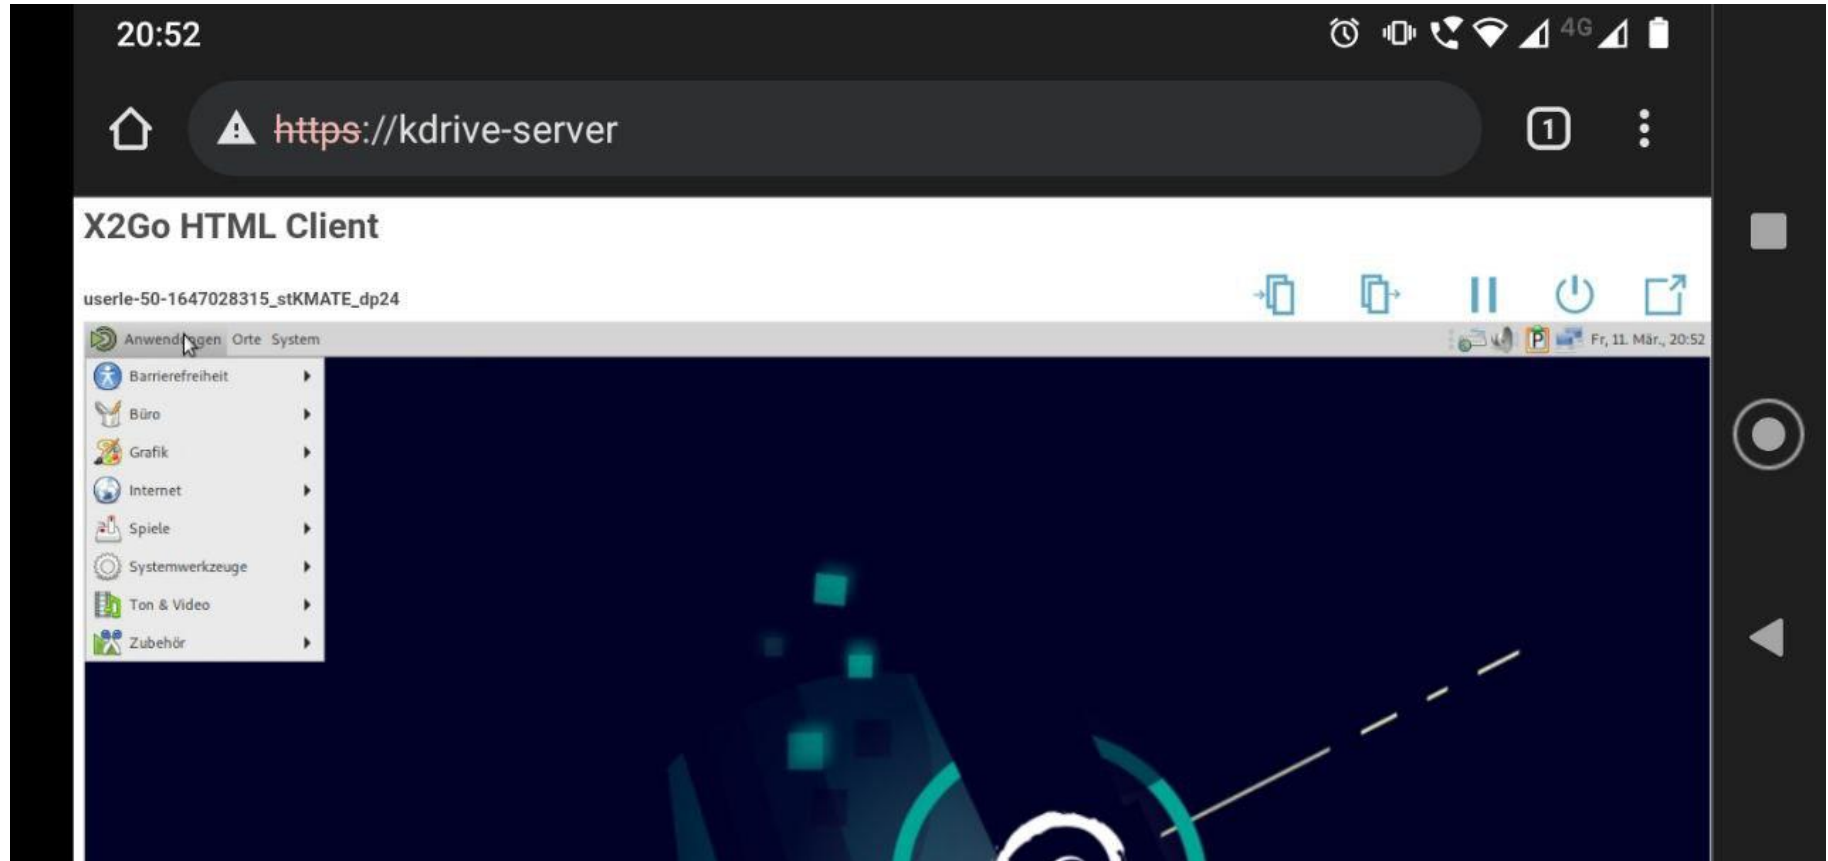 20:52
4G
https://kdrive-server
1
X2Go HTML Client
userle-50-1647028315_stKMATE_dp24
Anwendungen Orte System
P
Fr, 11. Mär., 20:52
Barrierefreiheit
Büro
Grafik
Internet
Spiele
Systemwerkzeuge
Ton & Video
Zubehör